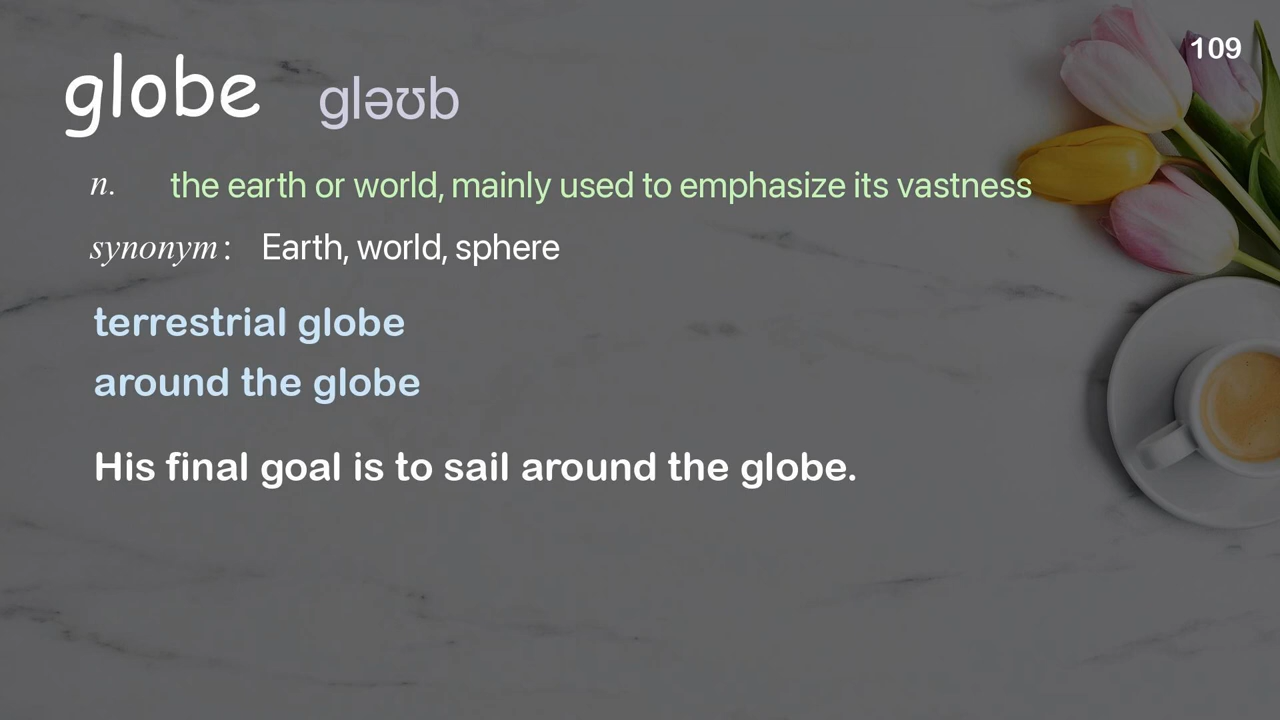 109
globe gləʊb
n. the earth or world, mainly used to emphasize its vastness
synonym: Earth, world, sphere
terrestrial globe
around the globe
His final goal is to sail around the globe.